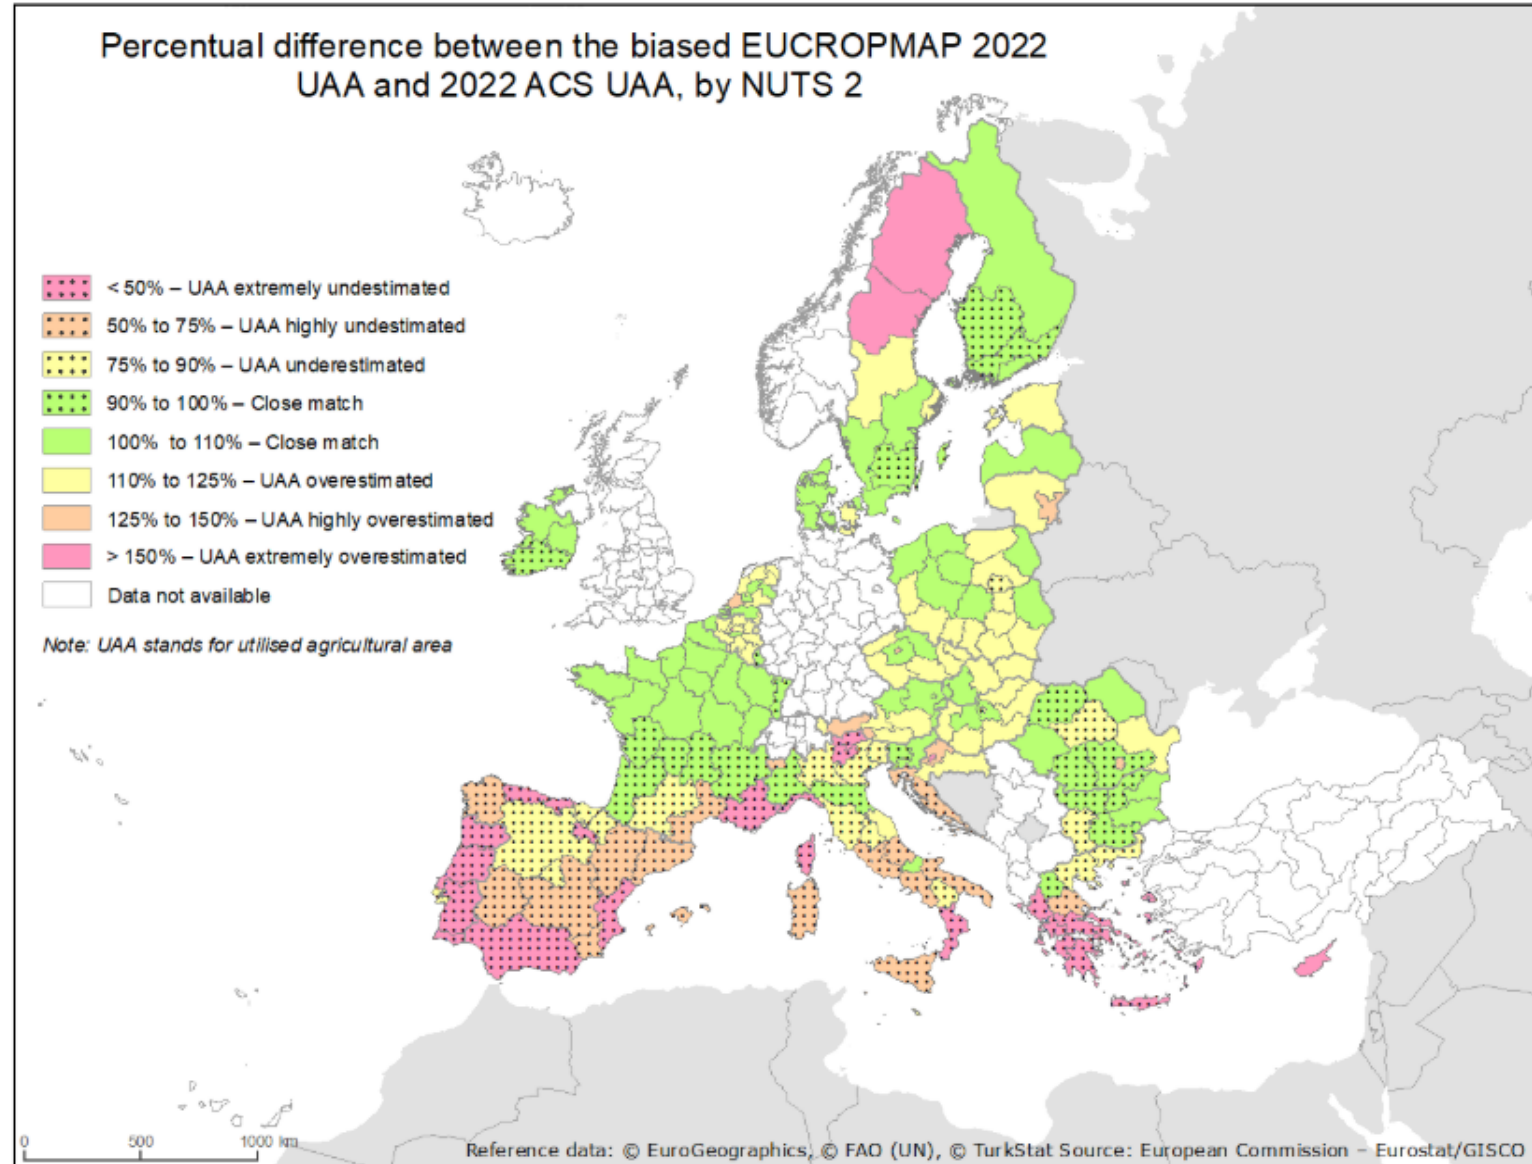 Percentual difference between the biased EUCROPMAP 2022
UAA and 2022 ACS UAA, by NUTS 2
< 50% – UAA extremely undestimated
50% to 75% – UAA highly undestimated
75% to 90% – UAA underestimated
90% to 100% – Close match
100%  to 110% – Close match
110% to 125% – UAA overestimated
125% to 150% – UAA highly overestimated
> 150% – UAA extremely overestimated
Data not available
Note: UAA stands for utilised agricultural area
0 500 1000 km
Reference data: © EuroGeographics, © FAO (UN), © TurkStat Source: European Commission – Eurostat/GISCO